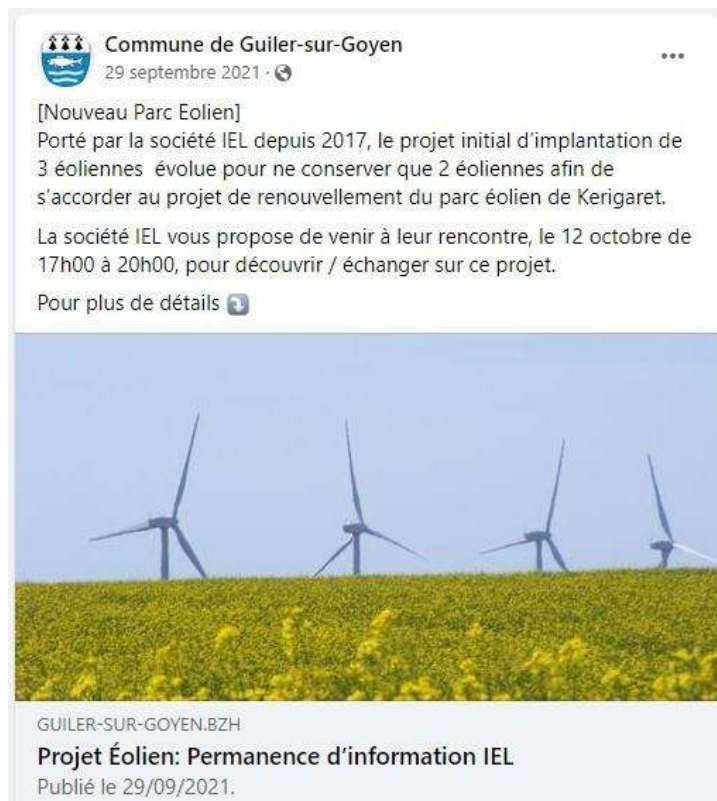 Commune de Guiler-sur-Goyen
29 septembre 2021 ·
[Nouveau Parc Eolien]
Porté par la société IEL depuis 2017, le projet initial d'implantation de
3 éoliennes évolue pour ne conserver que 2 éoliennes afin de
s'accorder au projet de renouvellement du parc éolien de Kerigaret.
La société IEL vous propose de venir à leur rencontre, le 12 octobre de
17h00 à 20h00, pour découvrir / échanger sur ce projet.
Pour plus de détails ⤵️
GUILER-SUR-GOYEN.BZH
Projet Éolien: Permanence d'information IEL
Publié le 29/09/2021.